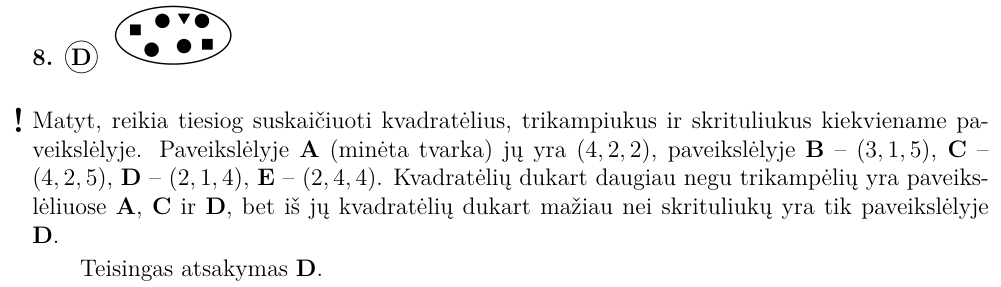 8. D
! Matyt, reikia tiesiog suskaičiuoti kvadratėlius, trikampiukus ir skrituliukus kiekviename pa-
veikslėlyje. Paveikslėlyje A (minėta tvarka) jų yra (4, 2, 2), paveikslėlyje B – (3, 1, 5), C –
(4, 2, 5), D – (2, 1, 4), E – (2, 4, 4). Kvadratėlių dukart daugiau negu trikampėlių yra paveiks-
lėliuose A, C ir D, bet iš jų kvadratėlių dukart mažiau nei skrituliukų yra tik paveikslėlyje
D.
Teisingas atsakymas D.